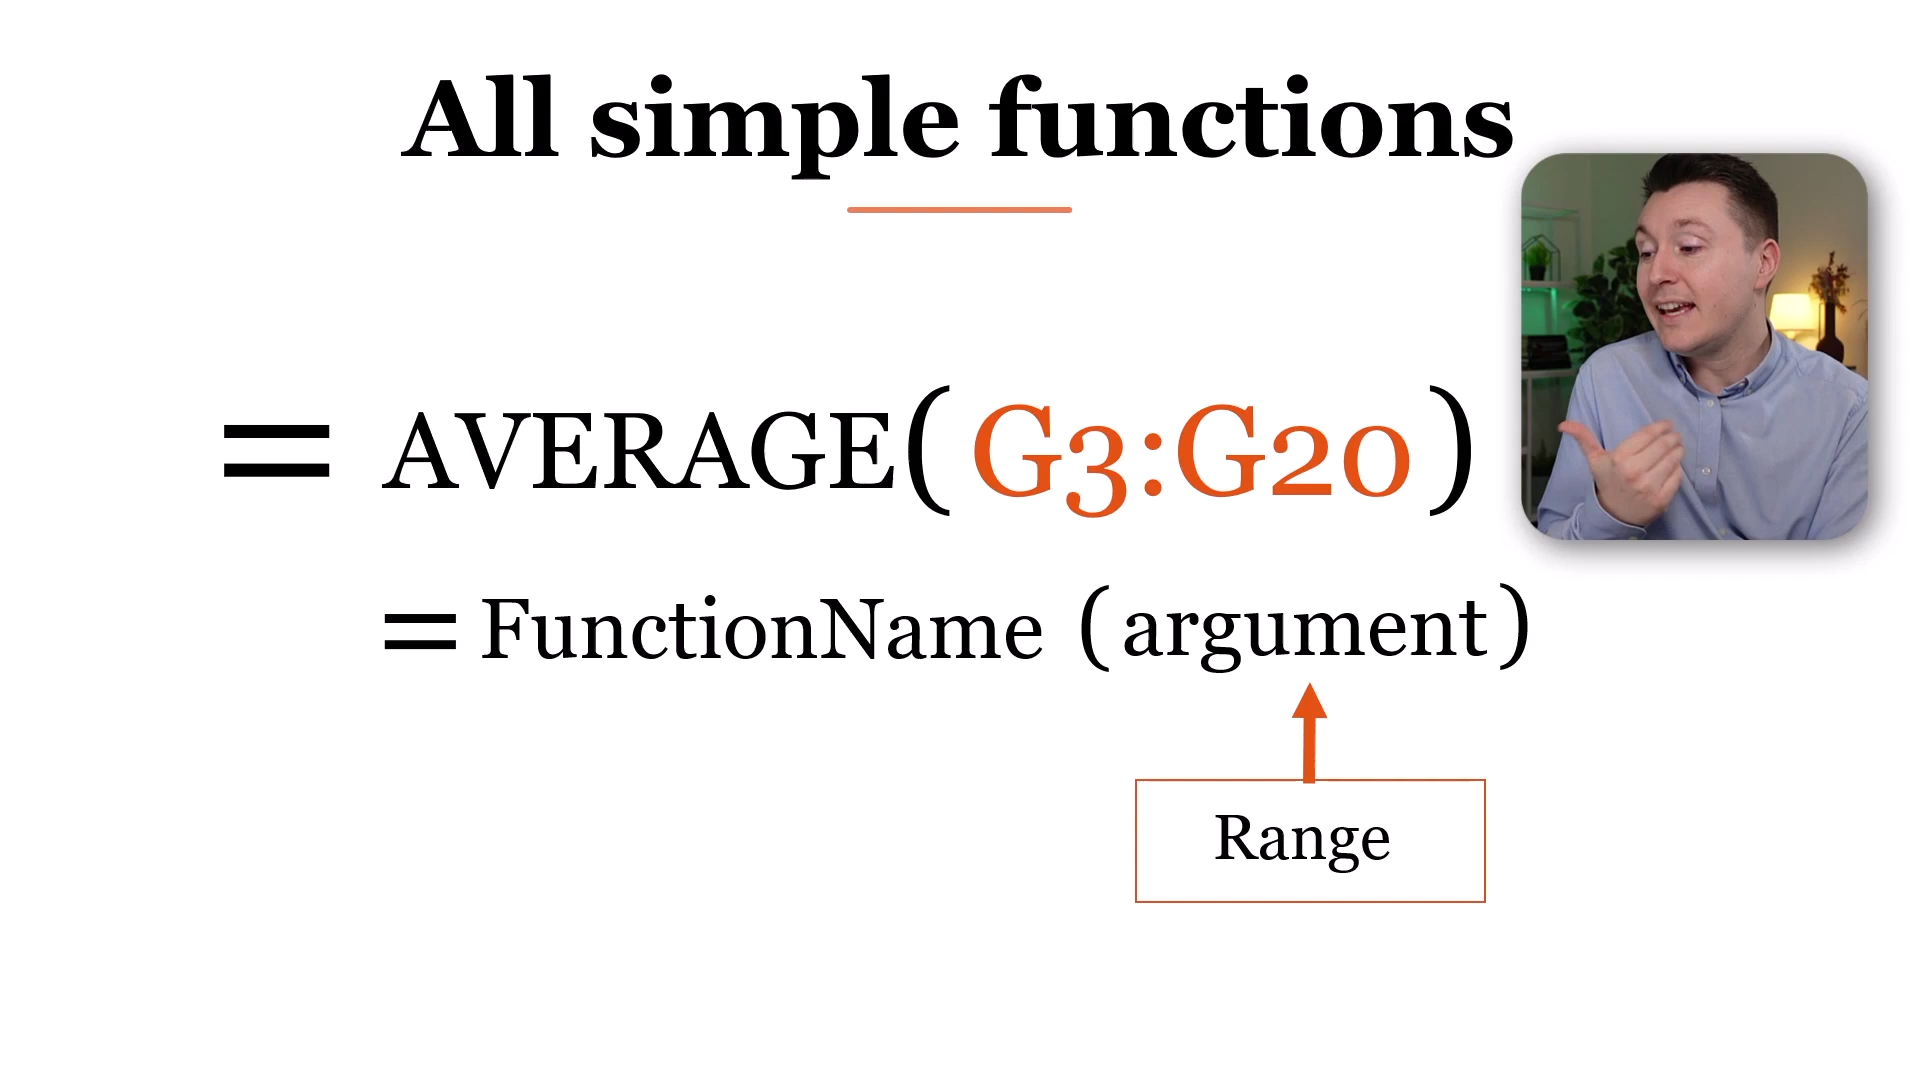 All simple functions
= AVERAGE( G3:G20 )
= FunctionName (argument)
Range